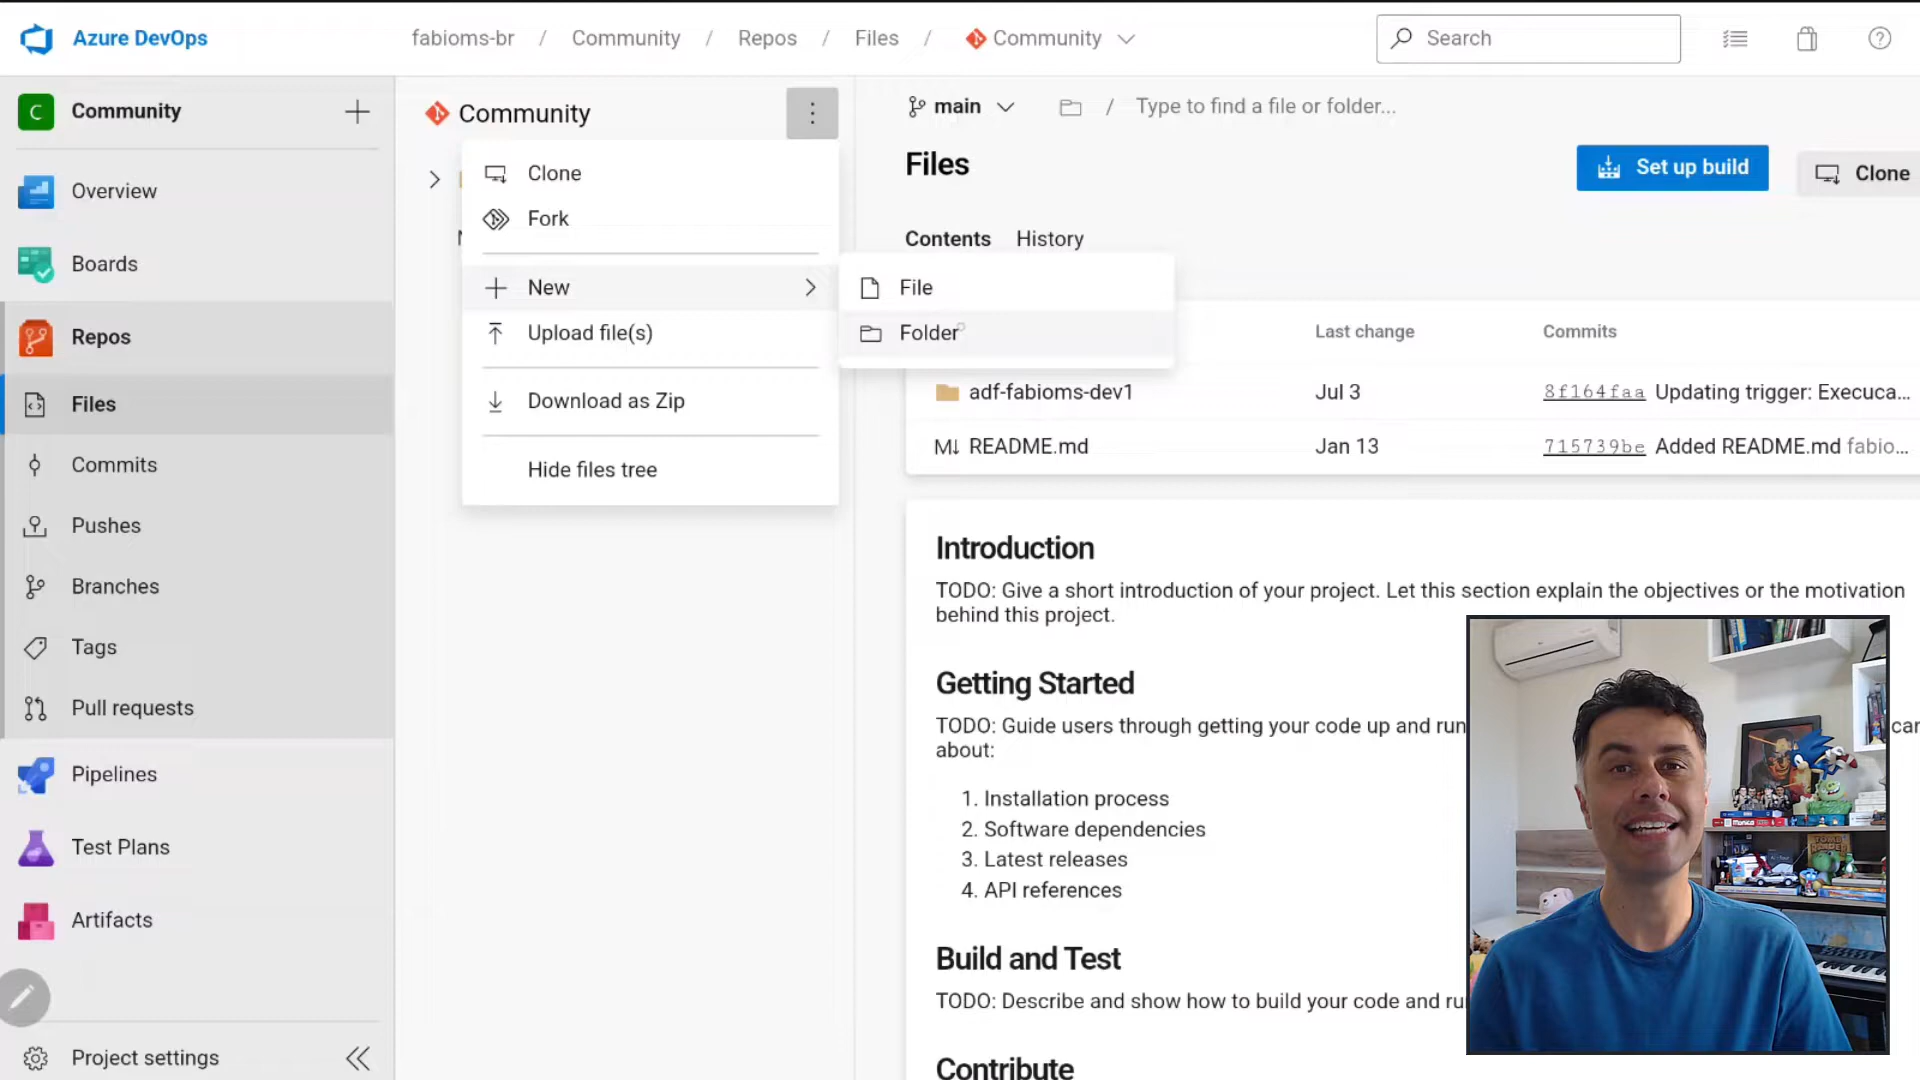 Azure DevOps
fabioms-br / Community / Repos / Files / Community
Search
C Community
Overview
Boards
Repos
Files
Commits
Pushes
Branches
Tags
Pull requests
Pipelines
Test Plans
Artifacts
Project settings
Community
Clone
Fork
New
Upload file(s)
Download as Zip
Hide files tree
File
Folder
main / Type to find a file or folder...
Files
Set up build
Clone
Contents History
Last change Commits
adf-fabioms-dev1 Jul 3 8f164faa Updating trigger: Execuca...
M↓ README.md Jan 13 715739be Added README.md fabio...
Introduction
TODO: Give a short introduction of your project. Let this section explain the objectives or the motivation
behind this project.
Getting Started
TODO: Guide users through getting your code up and run
can
about:
1. Installation process
2. Software dependencies
3. Latest releases
4. API references
Build and Test
TODO: Describe and show how to build your code and ru
Contribute